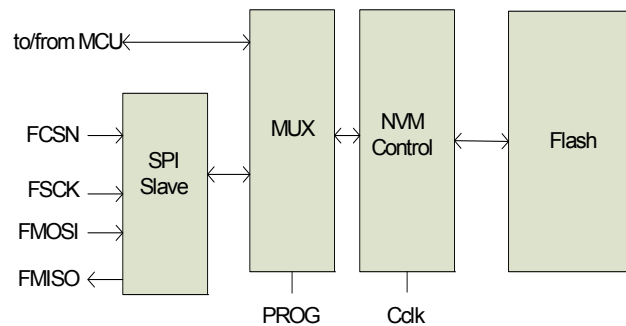 to/from MCU
FCSN
FSCK
FMOSI
FMISO
SPI
Slave
MUX
NVM
Control
Flash
PROG
Cclk